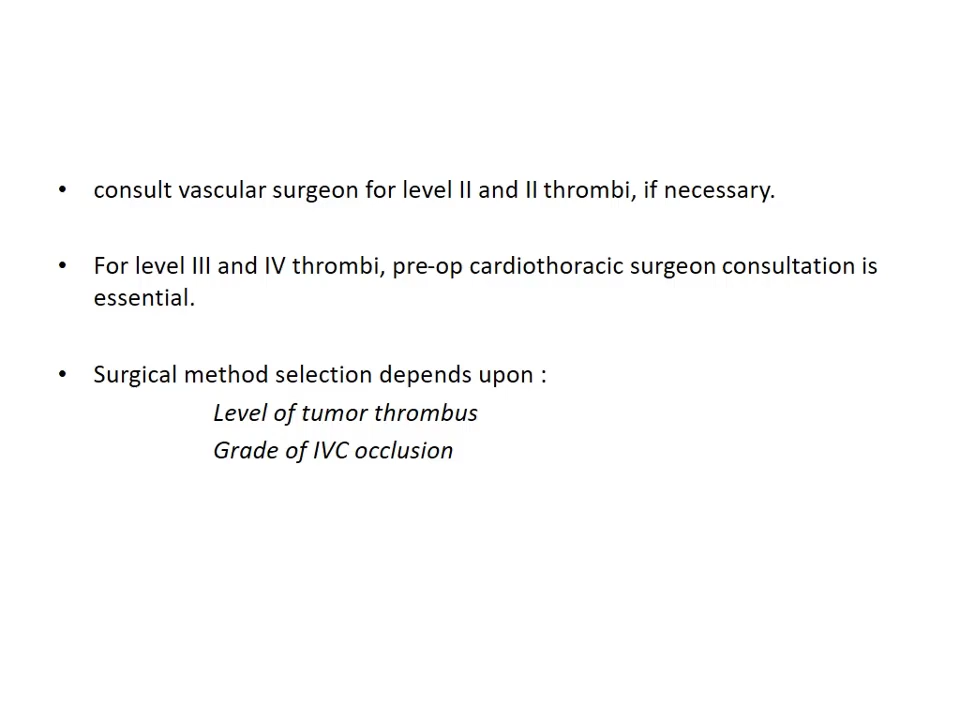 • consult vascular surgeon for level II and II thrombi, if necessary.
• For level III and IV thrombi, pre-op cardiothoracic surgeon consultation is
essential.
• Surgical method selection depends upon :
Level of tumor thrombus
Grade of IVC occlusion